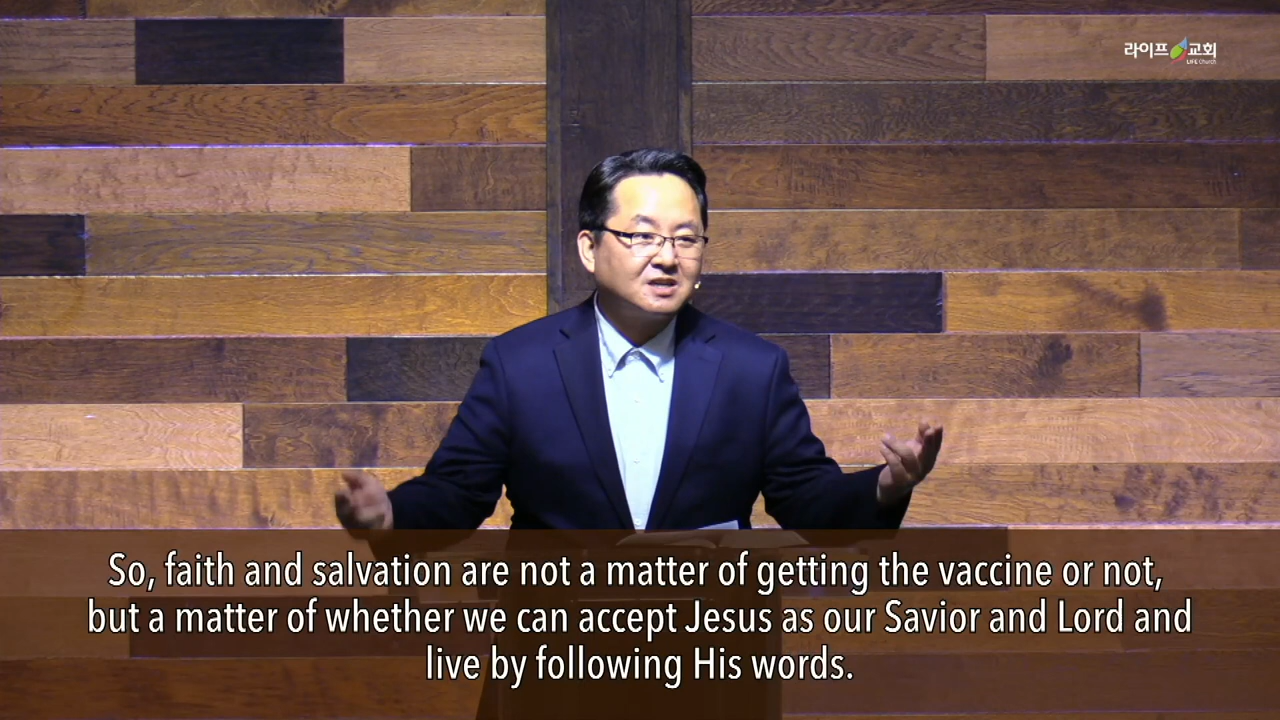 라이프 교회
LIFE Church
So, faith and salvation are not a matter of getting the vaccine or not,
but a matter of whether we can accept Jesus as our Savior and Lord and
live by following His words.